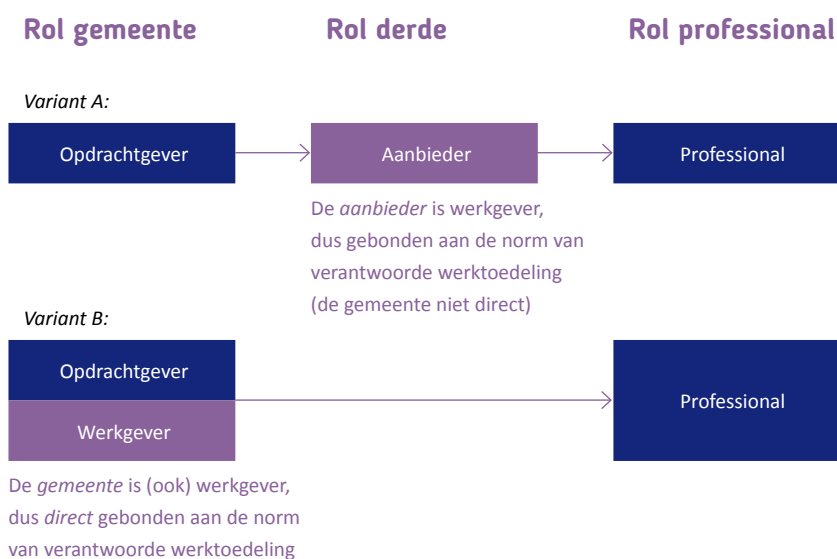 Rol gemeente Rol derde Rol professional
Variant A:
Opdrachtgever Aanbieder Professional
De aanbieder is werkgever,
dus gebonden aan de norm van
verantwoorde werktoedeling
(de gemeente niet direct)
Variant B:
Opdrachtgever
Werkgever
Professional
De gemeente is (ook) werkgever,
dus direct gebonden aan de norm
van verantwoorde werktoedeling